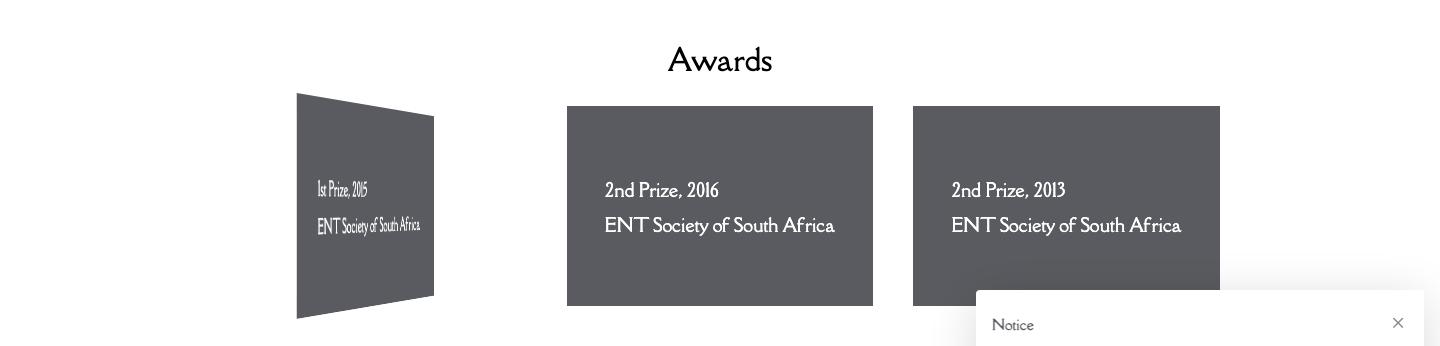 Awards
1st Prize, 2015
ENT Society of South Africa
2nd Prize, 2016
ENT Society of South Africa
2nd Prize, 2013
ENT Society of South Africa
Notice